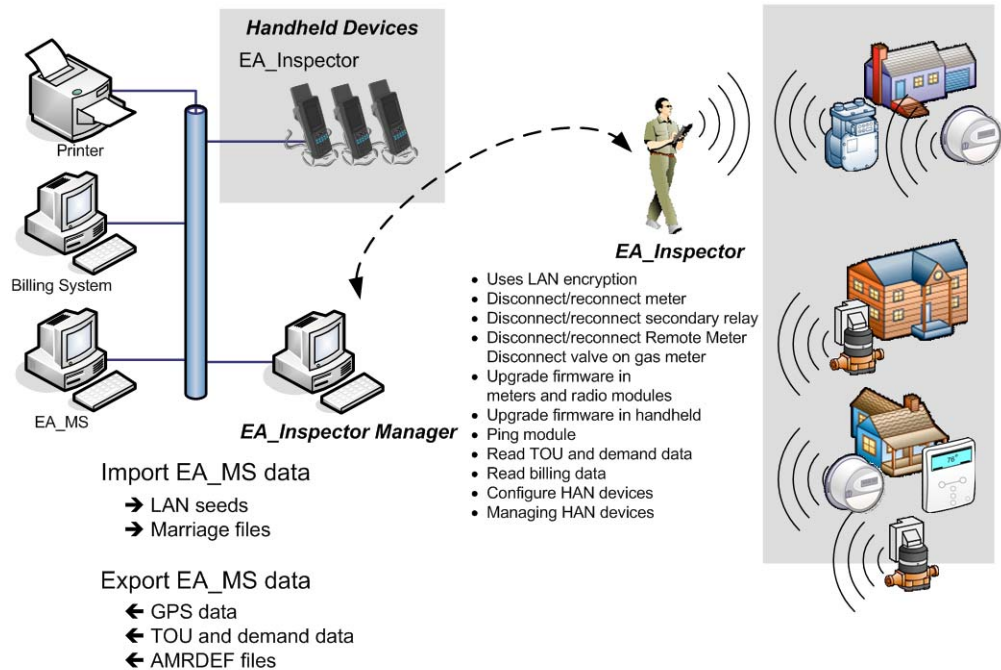 Handheld Devices
EA_Inspector
Printer
Billing System
EA_MS
EA_Inspector Manager
Import EA_MS data
→ LAN seeds
→ Marriage files
Export EA_MS data
← GPS data
← TOU and demand data
← AMRDEF files
EA_Inspector
• Uses LAN encryption
• Disconnect/reconnect meter
• Disconnect/reconnect secondary relay
• Disconnect/reconnect Remote Meter
Disconnect valve on gas meter
• Upgrade firmware in
meters and radio modules
• Upgrade firmware in handheld
• Ping module
• Read TOU and demand data
• Read billing data
• Configure HAN devices
• Managing HAN devices
76°